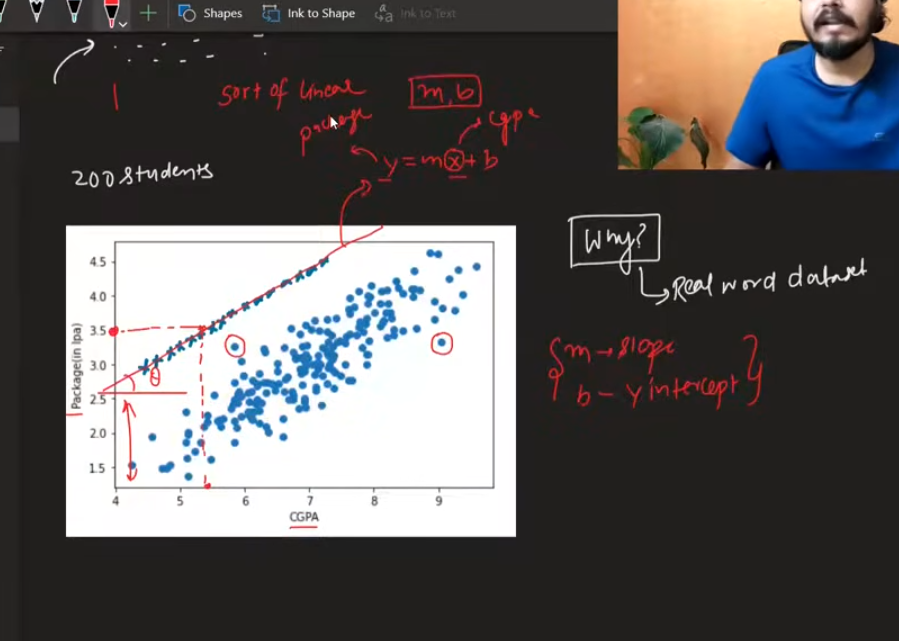 Shapes
Ink to Shape
Ink to Text
sort of linear
m, b
package
cgpa
y = mx + b
200 students
Why?
Real word dataset
4.5
4.0
3.5
3.0
2.5
2.0
1.5
Package(in lpa)
θ
4 5 6 7 8 9
CGPA
{ m → slope
b - y intercept }